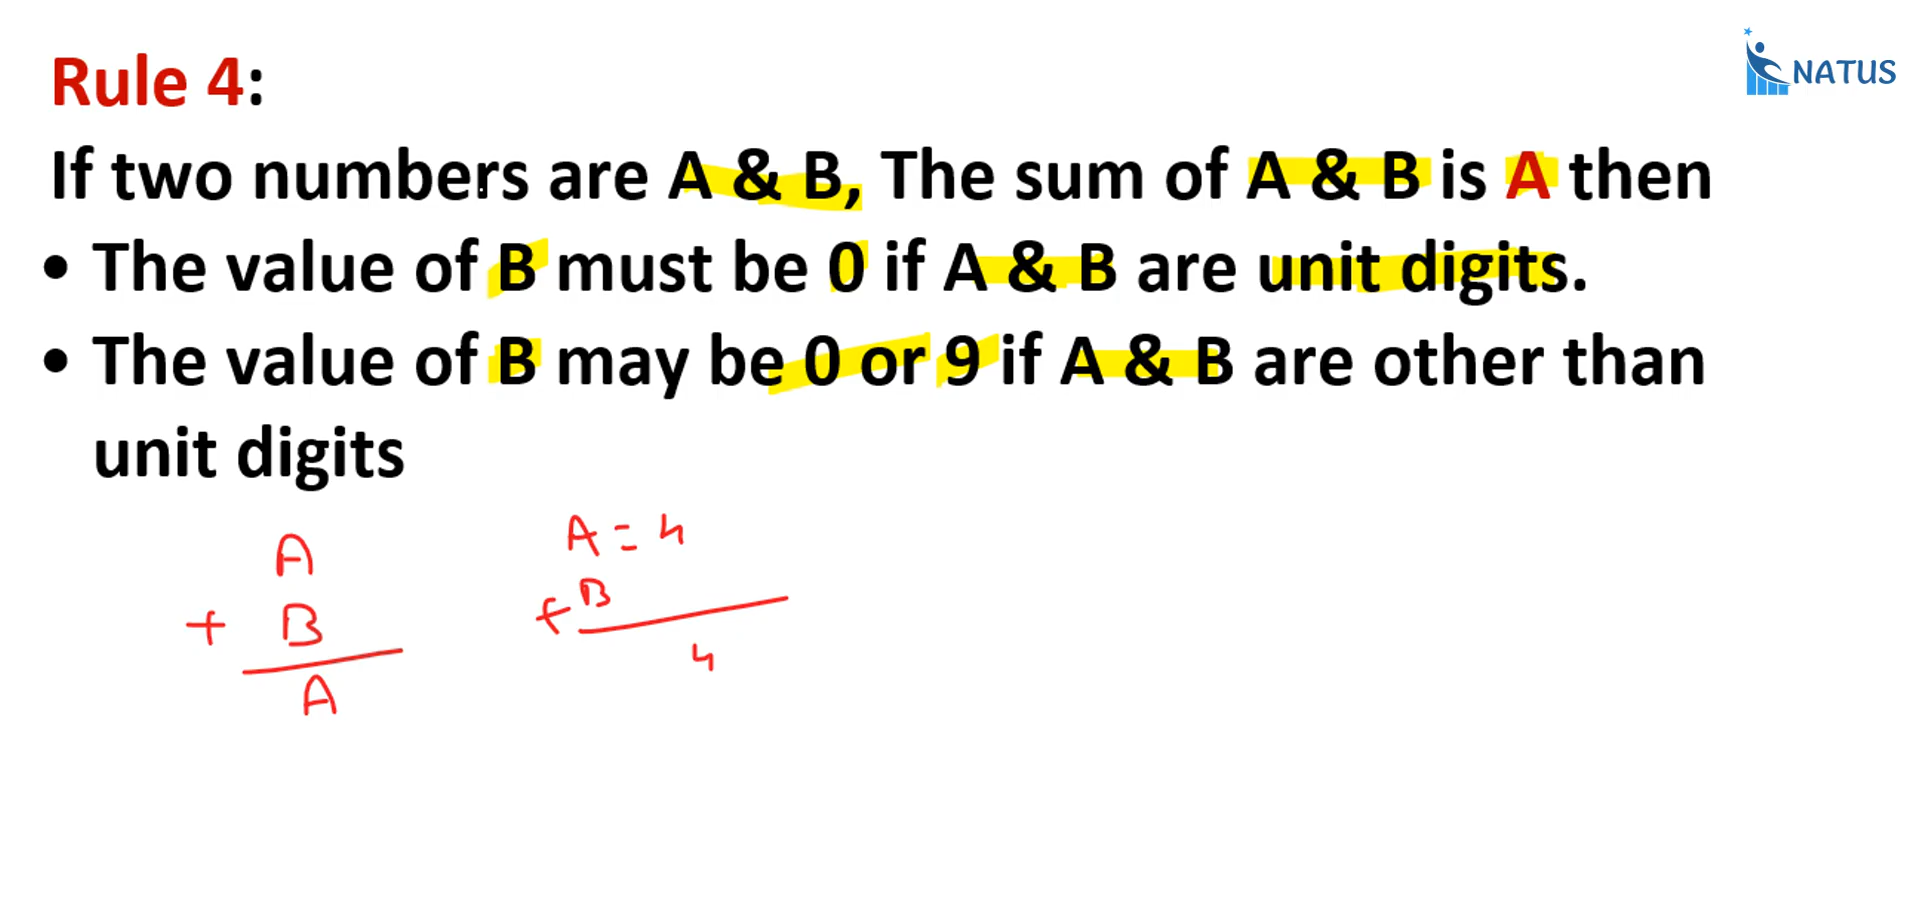 NATUS
Rule 4:
If two numbers are A & B, The sum of A & B is A then
• The value of B must be 0 if A & B are unit digits.
• The value of B may be 0 or 9 if A & B are other than
unit digits
A
+ B
A
A = 4
+ B
4